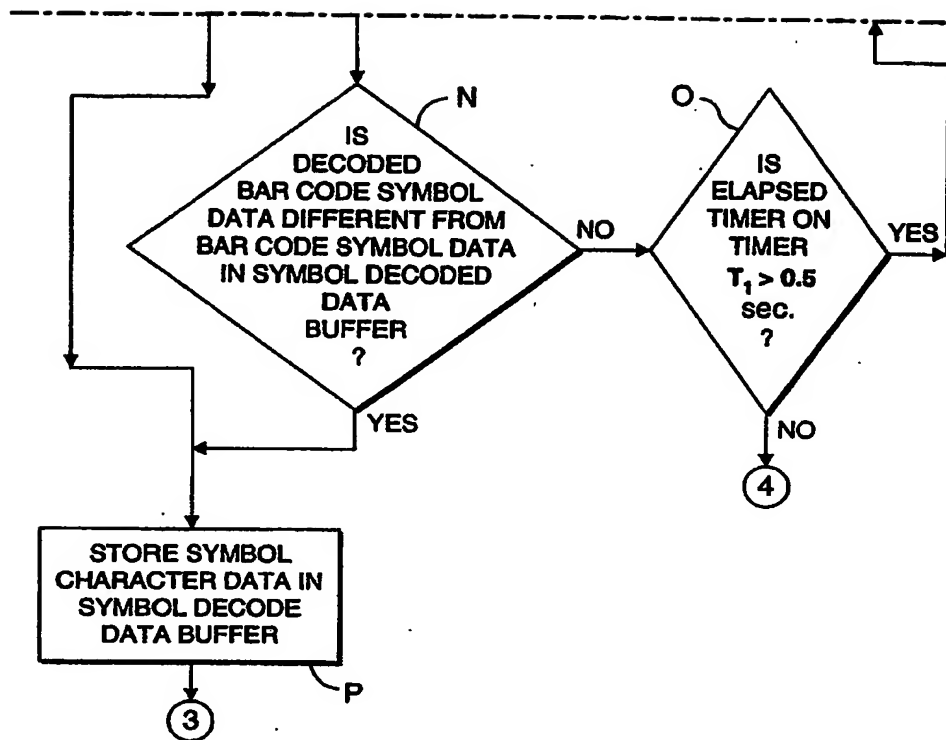 N
IS
DECODED
BAR CODE SYMBOL
DATA DIFFERENT FROM
BAR CODE SYMBOL DATA
IN SYMBOL DECODED
DATA
BUFFER
?
NO
YES
O
IS
ELAPSED
TIMER ON
TIMER
T₁ > 0.5
sec.
?
YES
NO
4
STORE SYMBOL
CHARACTER DATA IN
SYMBOL DECODE
DATA BUFFER
P
3